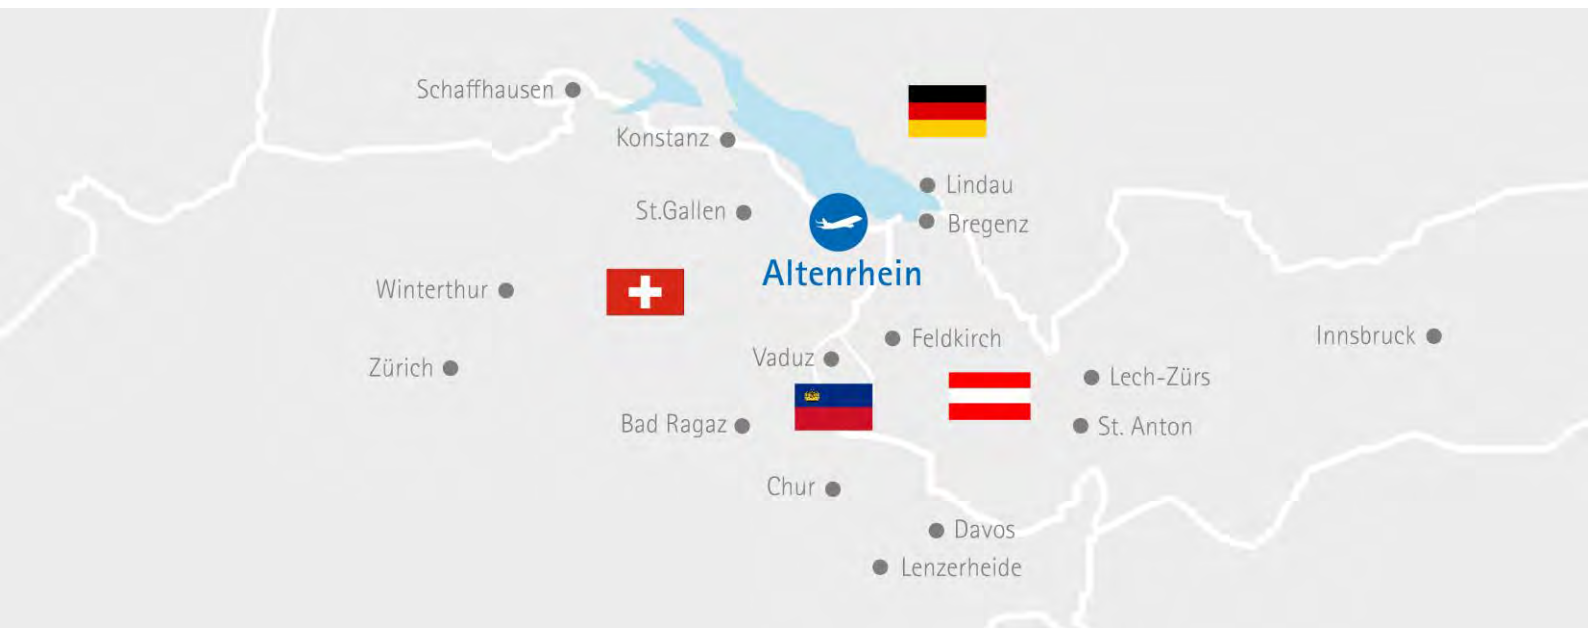 Schaffhausen
Konstanz
Lindau
St.Gallen
Bregenz
Altenrhein
Winterthur
Feldkirch
Innsbruck
Vaduz
Zürich
Lech-Zürs
Bad Ragaz
St. Anton
Chur
Davos
Lenzerheide